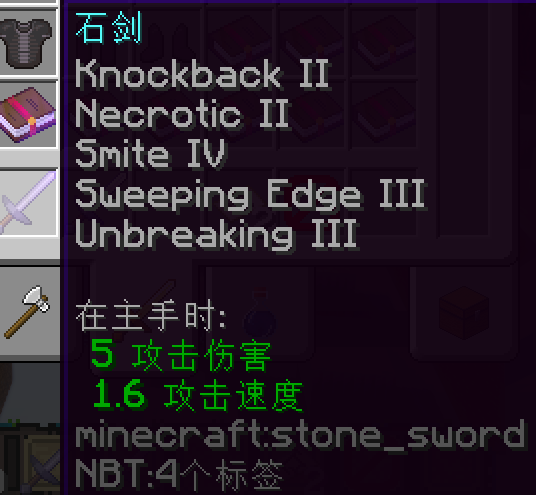 石剑
Knockback II
Necrotic II
Smite IV
Sweeping Edge III
Unbreaking III
在主手时:
5 攻击伤害
1.6 攻击速度
minecraft:stone_sword
NBT:4个标签